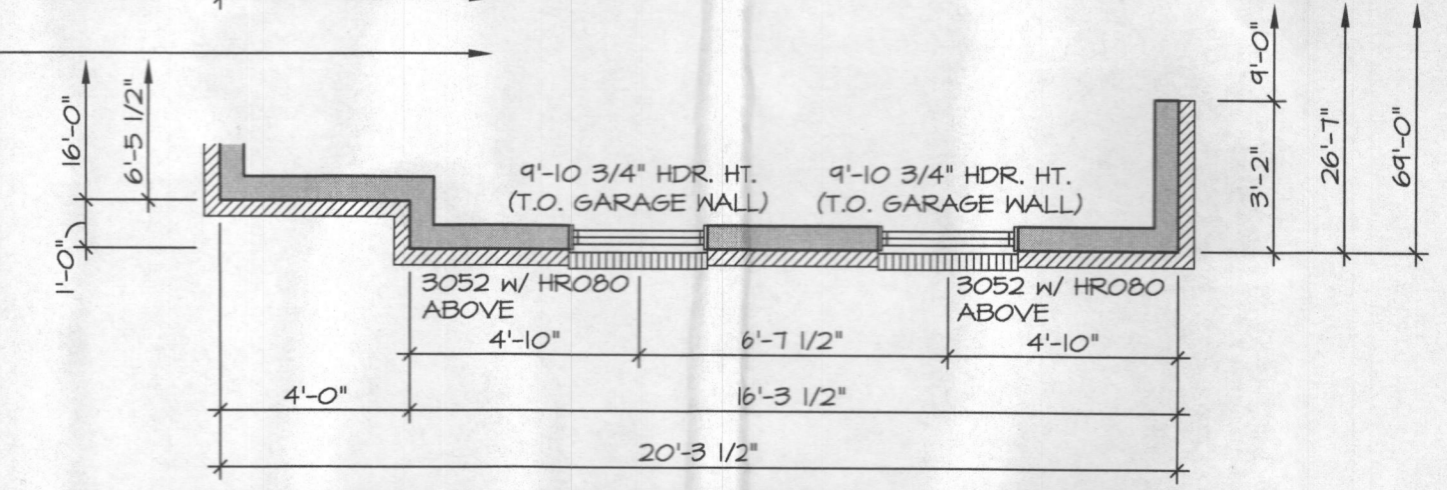 9'-0"
16'-0"
6'-5 1/2"
26'-7"
69'-0"
3'-2"
9'-10 3/4" HDR. HT.
(T.O. GARAGE WALL)
9'-10 3/4" HDR. HT.
(T.O. GARAGE WALL)
1'-0"
3052 w/ HR080
ABOVE
3052 w/ HR080
ABOVE
4'-10"
6'-7 1/2"
4'-10"
4'-0"
16'-3 1/2"
20'-3 1/2"